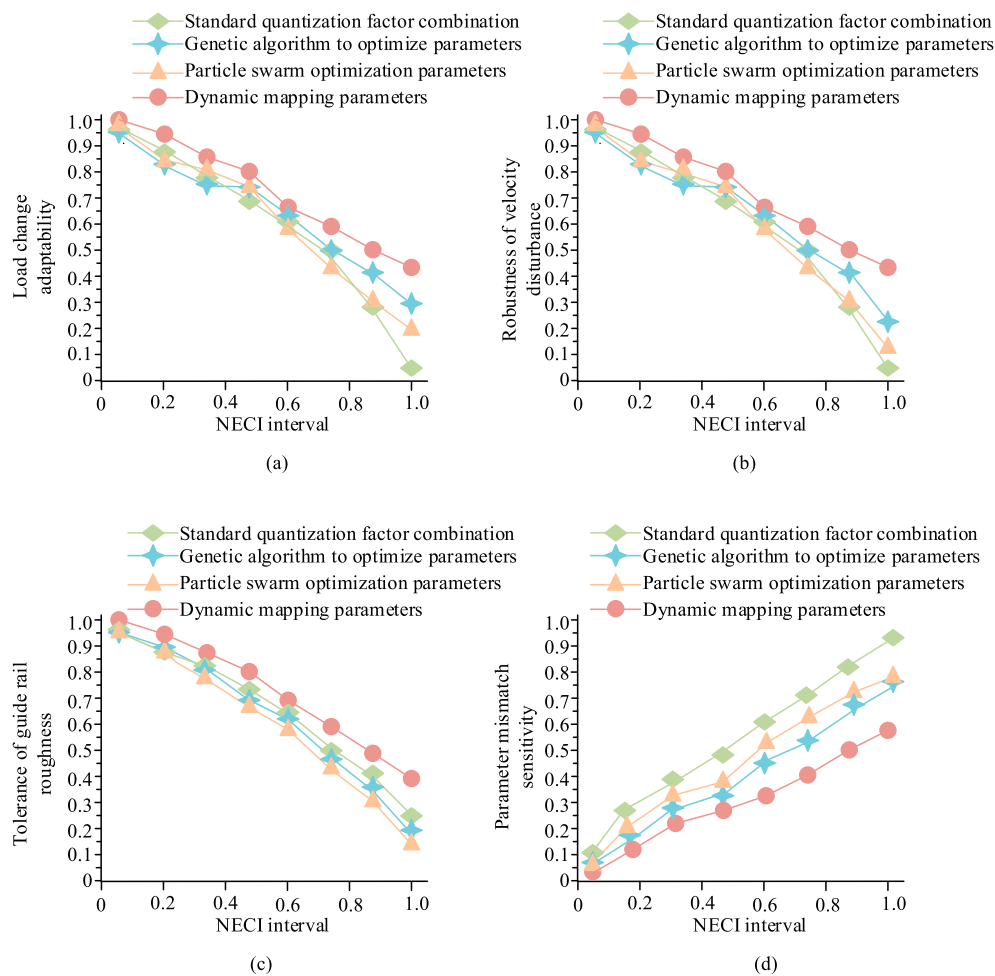 Standard quantization factor combination
Genetic algorithm to optimize parameters
Particle swarm optimization parameters
Dynamic mapping parameters
1.0
0.9
0.8
0.7
0.6
0.5
0.4
0.3
0.2
0.1
0
Load change
adaptability
0 0.2 0.4 0.6 0.8 1.0
NECI interval
(a)
Standard quantization factor combination
Genetic algorithm to optimize parameters
Particle swarm optimization parameters
Dynamic mapping parameters
1.0
0.9
0.8
0.7
0.6
0.5
0.4
0.3
0.2
0.1
0
Robustness of velocity
disturbance
0 0.2 0.4 0.6 0.8 1.0
NECI interval
(b)
Standard quantization factor combination
Genetic algorithm to optimize parameters
Particle swarm optimization parameters
Dynamic mapping parameters
1.0
0.9
0.8
0.7
0.6
0.5
0.4
0.3
0.2
0.1
0
Tolerance of guide rail
roughness
0 0.2 0.4 0.6 0.8 1.0
NECI interval
(c)
Standard quantization factor combination
Genetic algorithm to optimize parameters
Particle swarm optimization parameters
Dynamic mapping parameters
1.0
0.9
0.8
0.7
0.6
0.5
0.4
0.3
0.2
0.1
0
Parameter mismatch
sensitivity
0 0.2 0.4 0.6 0.8 1.0
NECI interval
(d)